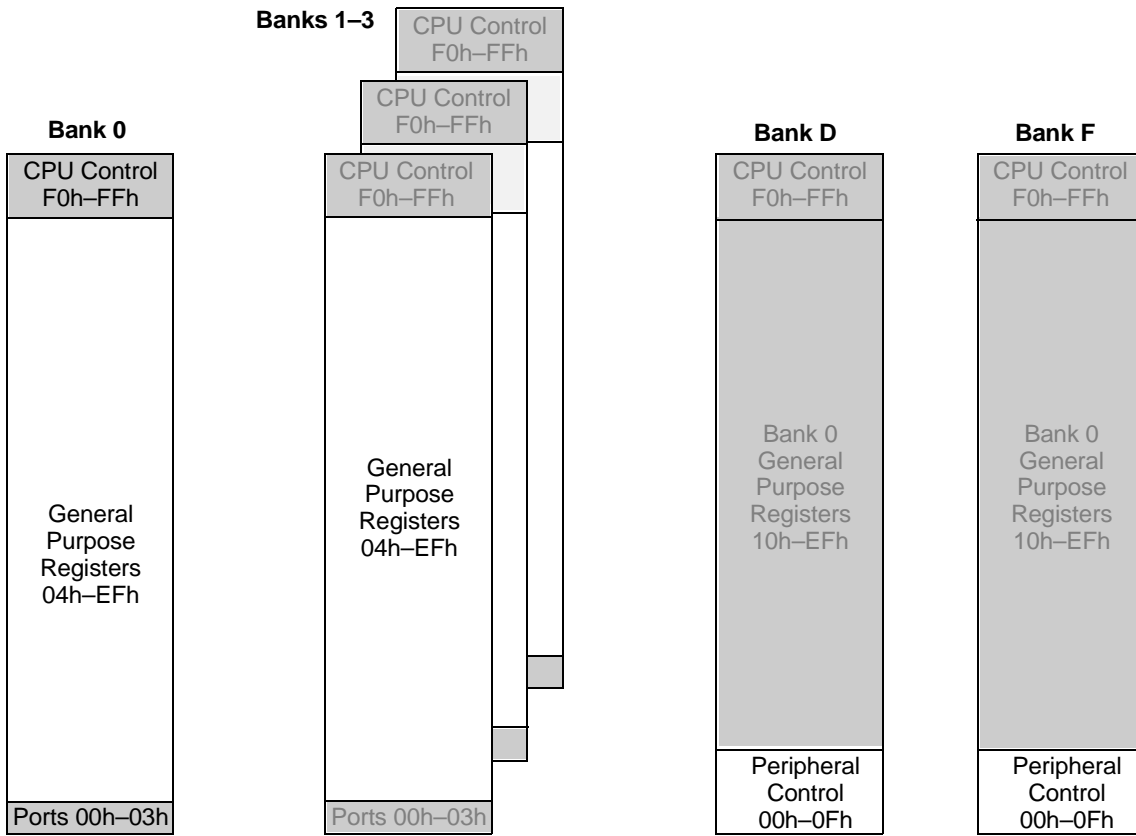 Banks 1–3
CPU Control
F0h–FFh
CPU Control
F0h–FFh
Bank 0
CPU Control
F0h–FFh
General
Purpose
Registers
04h–EFh
Ports 00h–03h
CPU Control
F0h–FFh
General
Purpose
Registers
04h–EFh
Ports 00h–03h
Bank D
CPU Control
F0h–FFh
Bank 0
General
Purpose
Registers
10h–EFh
Peripheral
Control
00h–0Fh
Bank F
CPU Control
F0h–FFh
Bank 0
General
Purpose
Registers
10h–EFh
Peripheral
Control
00h–0Fh